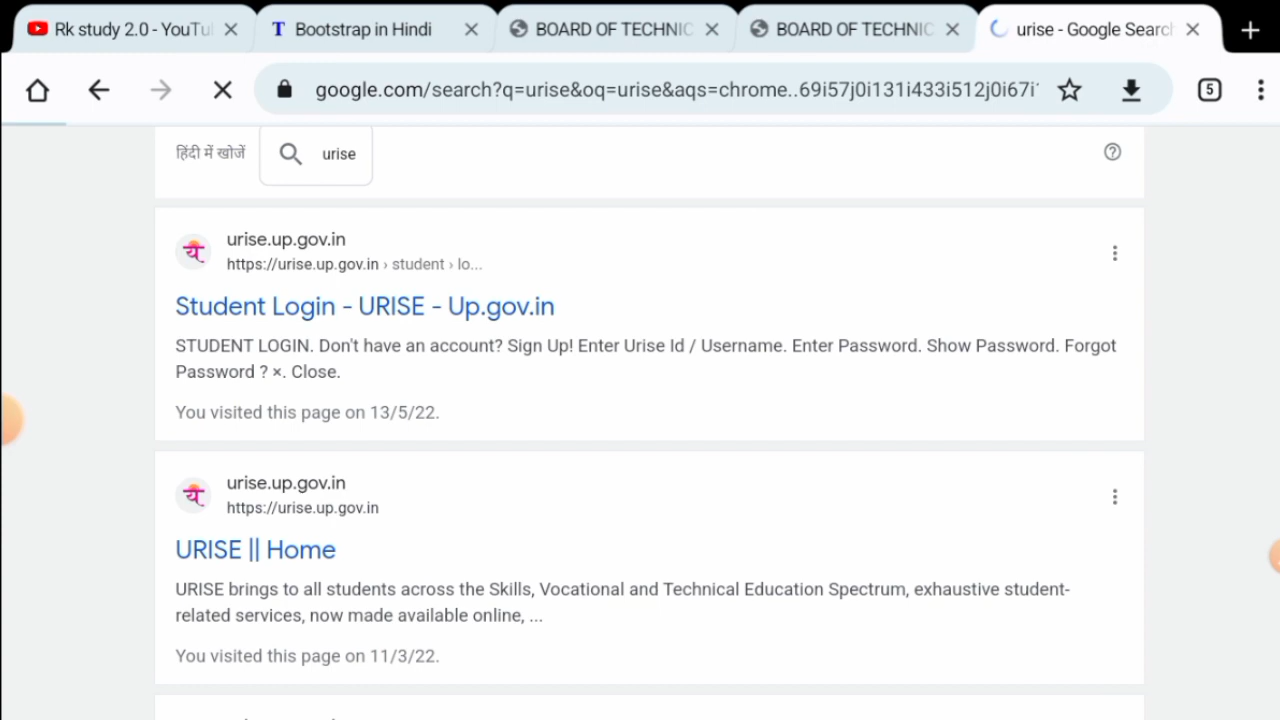 Rk study 2.0 - YouTu
Bootstrap in Hindi
BOARD OF TECHNIC
BOARD OF TECHNIC
urise - Google Search
google.com/search?q=urise&oq=urise&aqs=chrome..69i57j0i131i433i512j0i67i
5
हिंदी में खोजें
urise
urise.up.gov.in
https://urise.up.gov.in › student › lo...
Student Login - URISE - Up.gov.in
STUDENT LOGIN. Don't have an account? Sign Up! Enter Urise Id / Username. Enter Password. Show Password. Forgot
Password ? ×. Close.
You visited this page on 13/5/22.
urise.up.gov.in
https://urise.up.gov.in
URISE || Home
URISE brings to all students across the Skills, Vocational and Technical Education Spectrum, exhaustive student-
related services, now made available online, ...
You visited this page on 11/3/22.